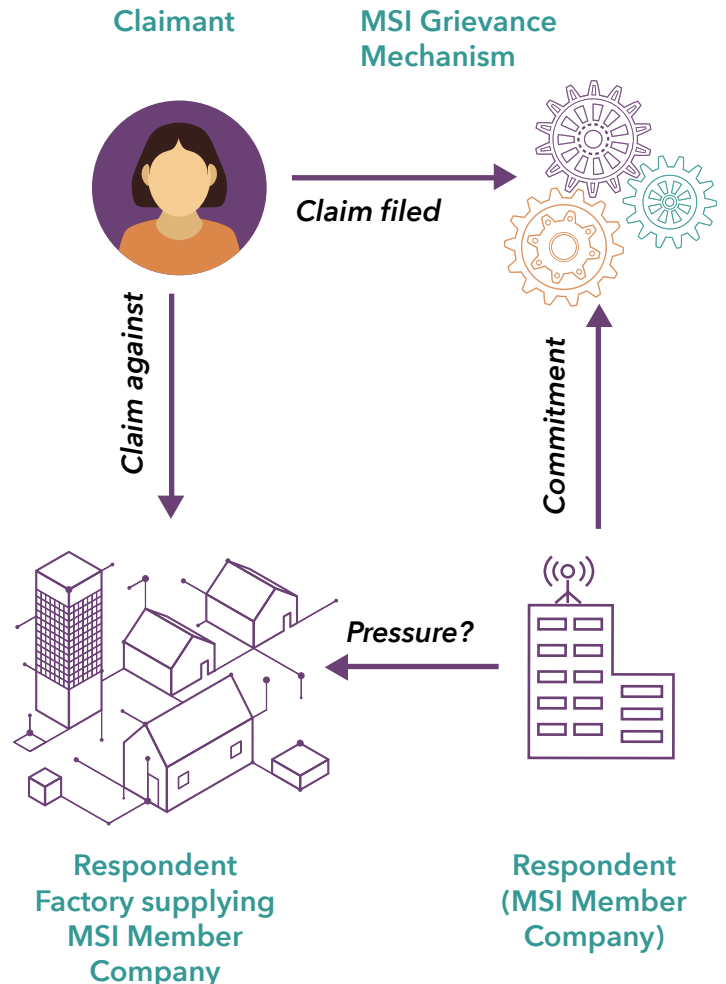 Claimant
MSI Grievance
Mechanism
Claim filed
Claim against
Commitment
Pressure?
Respondent
Factory supplying
MSI Member
Company
Respondent
(MSI Member
Company)